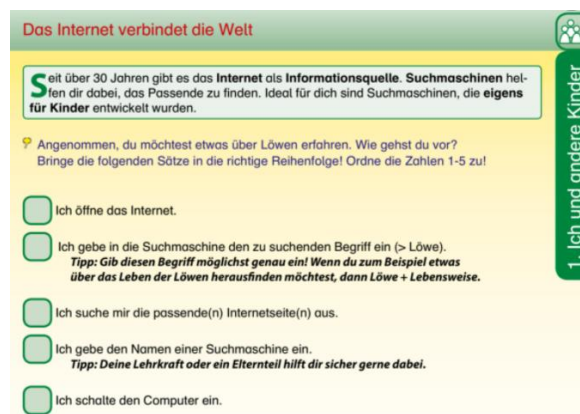 Das Internet verbindet die Welt
Seit über 30 Jahren gibt es das Internet als Informationsquelle. Suchmaschinen hel-
fen dir dabei, das Passende zu finden. Ideal für dich sind Suchmaschinen, die eigens
für Kinder entwickelt wurden.
Angenommen, du möchtest etwas über Löwen erfahren. Wie gehst du vor?
Bringe die folgenden Sätze in die richtige Reihenfolge! Ordne die Zahlen 1-5 zu!
Ich öffne das Internet.
Ich gebe in die Suchmaschine den zu suchenden Begriff ein (> Löwe).
Tipp: Gib diesen Begriff möglichst genau ein! Wenn du zum Beispiel etwas
über das Leben der Löwen herausfinden möchtest, dann Löwe + Lebensweise.
Ich suche mir die passende(n) Internetseite(n) aus.
Ich gebe den Namen einer Suchmaschine ein.
Tipp: Deine Lehrkraft oder ein Elternteil hilft dir sicher gerne dabei.
Ich schalte den Computer ein.
1. Ich und andere Kinder